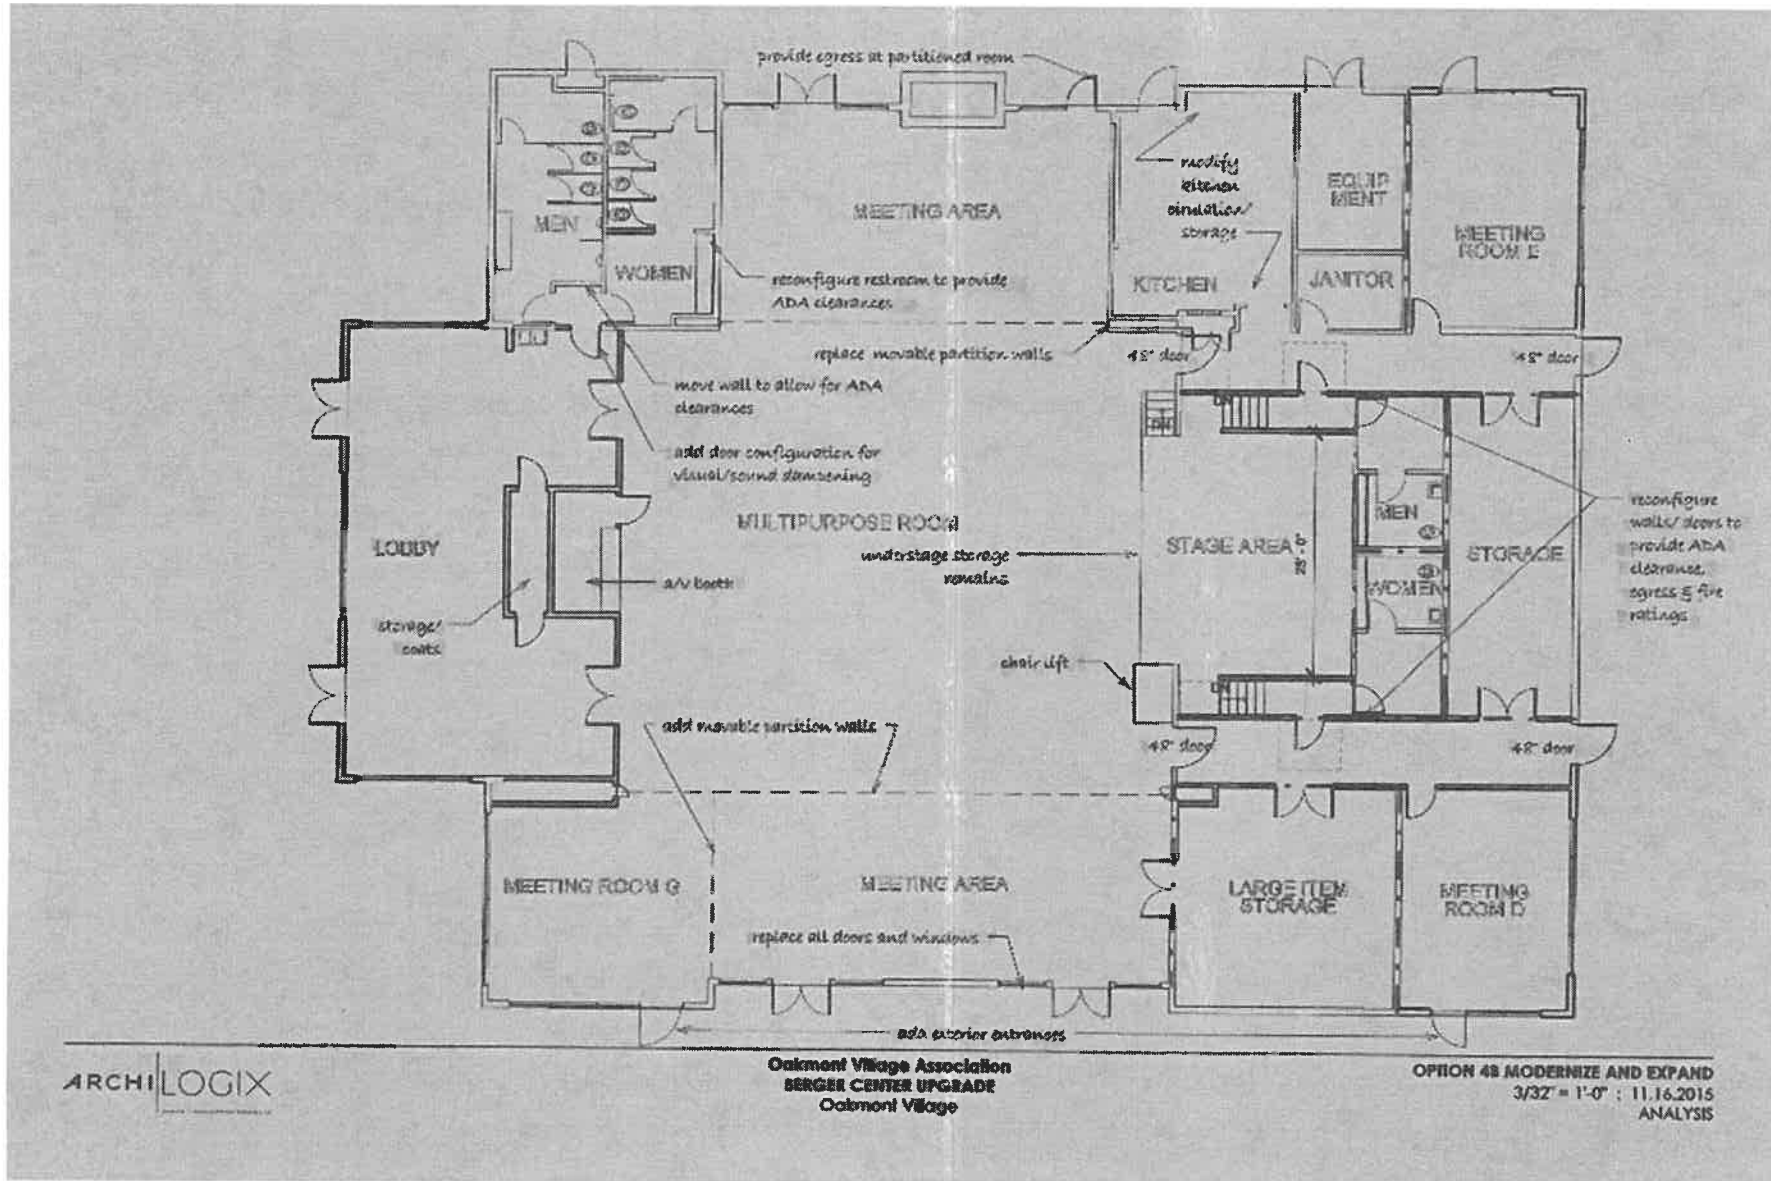 provide egress at partitioned room
MEN
WOMEN
MEETING AREA
modify
kitchen
cirulation/
storage
EQUIP
MENT
MEETING
ROOM E
reconfigure restroom to provide
ADA clearances
KITCHEN
JANITOR
replace movable partition walls
48" door
48" door
move wall to allow for ADA
clearances
add door configuration for
visual/sound dampening
DN
LOBBY
MULTIPURPOSE ROOM
understage storage
remains
STAGE AREA
28'-0"
MEN
WOMEN
STORAGE
reconfigure
walls/doors to
provide ADA
clearance,
egress & fire
ratings
a/v booth
storage/
coats
chair lift
add movable partition walls
48" door
48" door
MEETING ROOM G
MEETING AREA
LARGE ITEM
STORAGE
MEETING
ROOM D
replace all doors and windows
add exterior entrances
ARCHILOGIX
Oakmont Village Association
BERGER CENTER UPGRADE
Oakmont Village
OPTION 4B MODERNIZE AND EXPAND
3/32" = 1'-0" : 11.16.2015
ANALYSIS